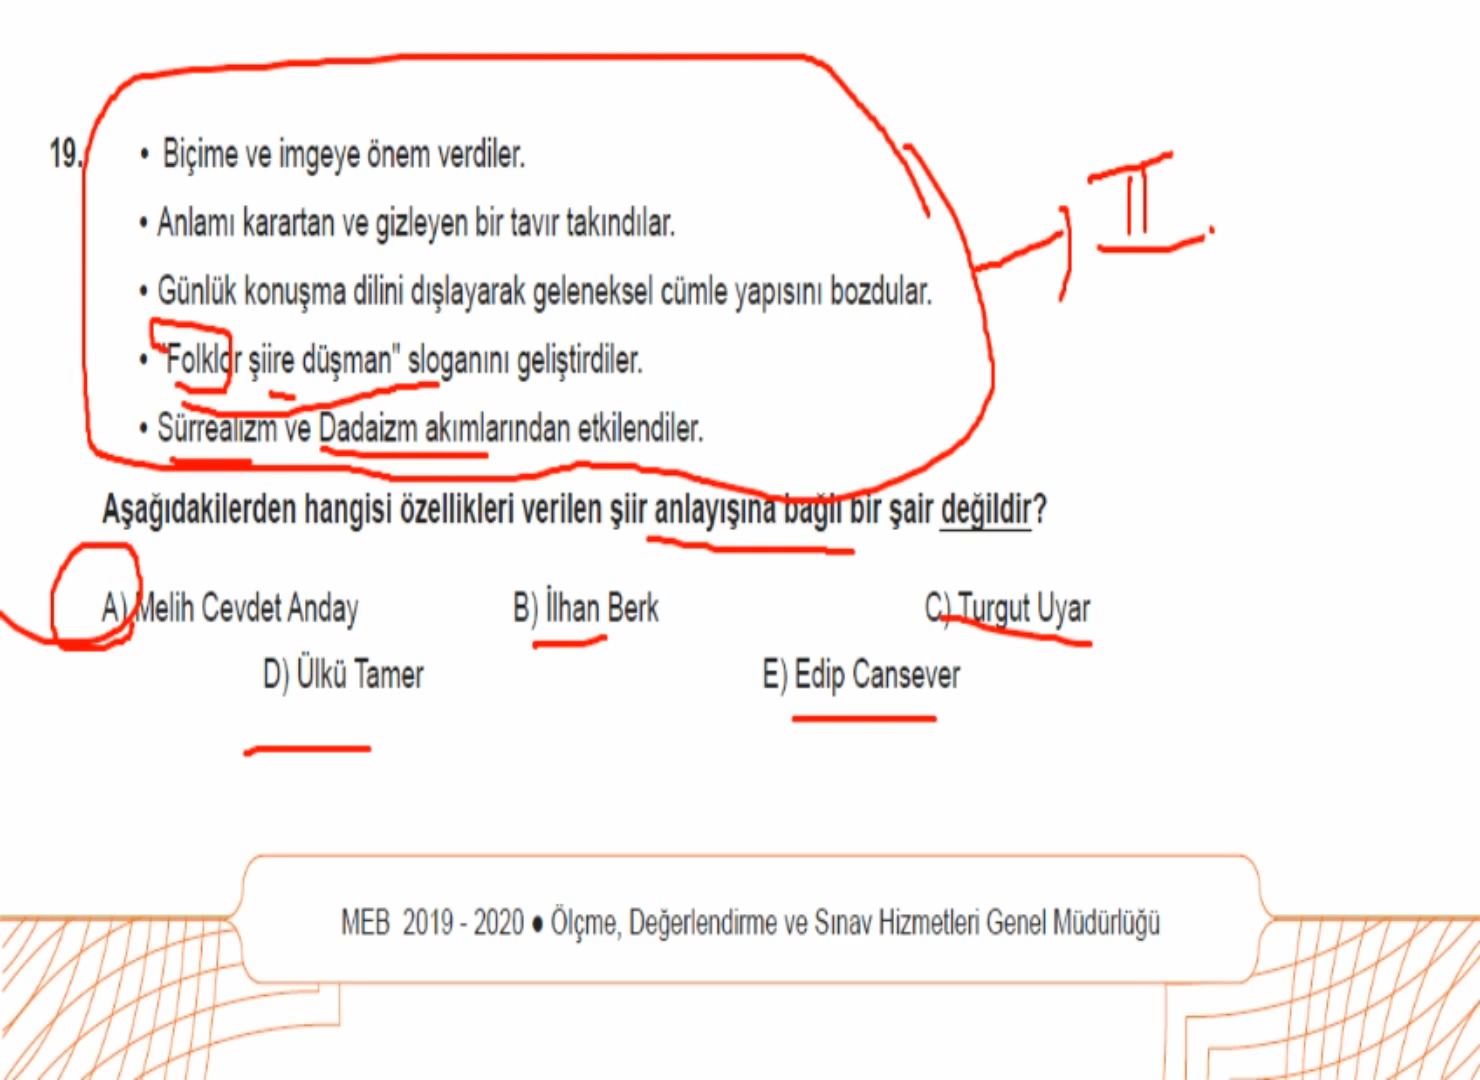 19. • Biçime ve imgeye önem verdiler.
• Anlamı karartan ve gizleyen bir tavır takındılar.
• Günlük konuşma dilini dışlayarak geleneksel cümle yapısını bozdular.
• "Folklor şiire düşman" sloganını geliştirdiler.
• Sürrealizm ve Dadaizm akımlarından etkilendiler.
II.
Aşağıdakilerden hangisi özellikleri verilen şiir anlayışına bağlı bir şair değildir?
A) Melih Cevdet Anday B) İlhan Berk C) Turgut Uyar
D) Ülkü Tamer E) Edip Cansever
MEB 2019 - 2020 ● Ölçme, Değerlendirme ve Sınav Hizmetleri Genel Müdürlüğü